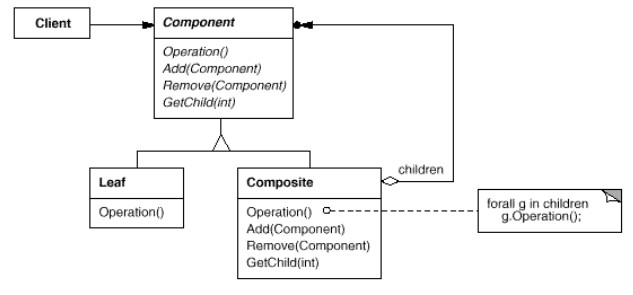 Client
Component
Operation()
Add(Component)
Remove(Component)
GetChild(int)
children
Leaf
Operation()
Composite
Operation()
Add(Component)
Remove(Component)
GetChild(int)
forall g in children
g.Operation();